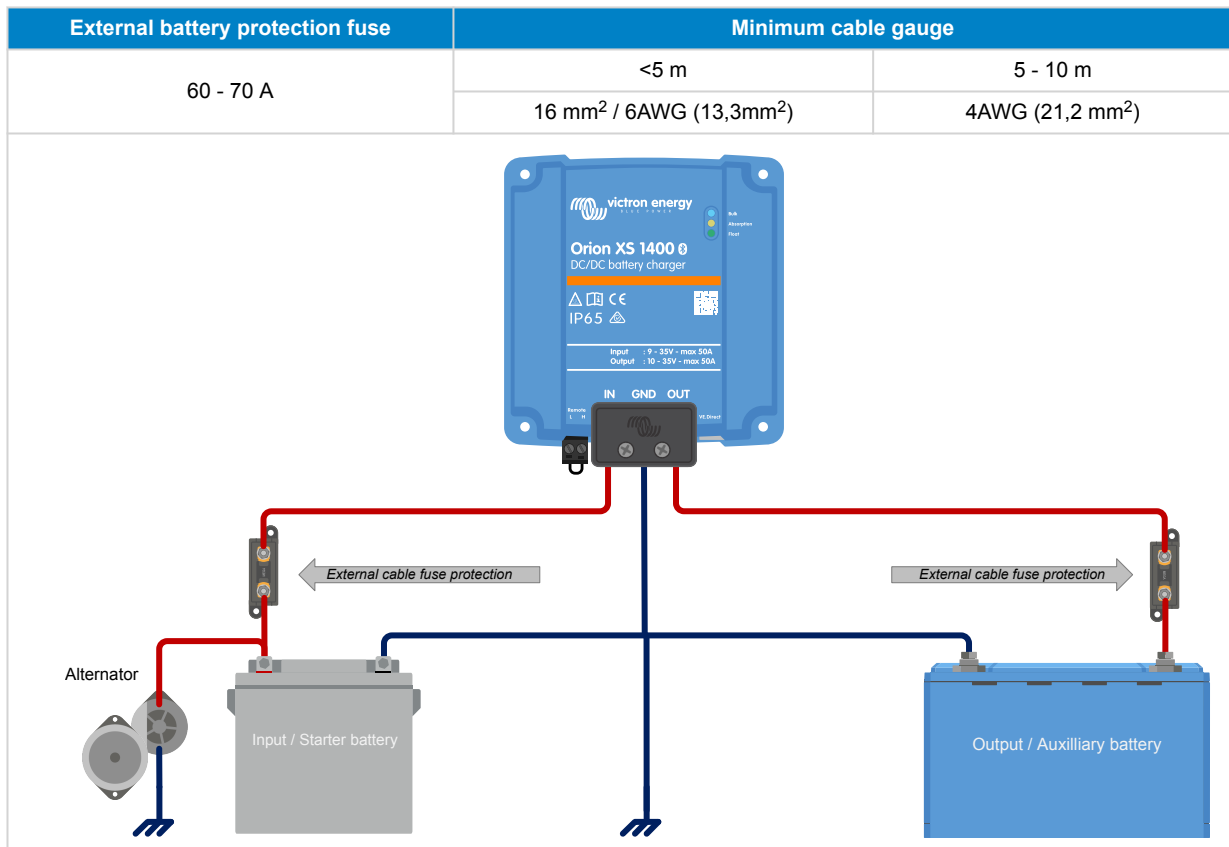 External battery protection fuse
Minimum cable gauge
60 - 70 A
<5 m
5 - 10 m
16 mm² / 6AWG (13,3mm²)
4AWG (21,2 mm²)
victron energy
BLUE POWER
Bulk
Absorption
Float
Orion XS 1400
DC/DC battery charger
CE
IP65
Input : 9 - 35V - max 50A
Output : 10 - 35V - max 50A
IN GND OUT
Remote
L H
VE.Direct
External cable fuse protection
External cable fuse protection
Alternator
Input / Starter battery
Output / Auxilliary battery